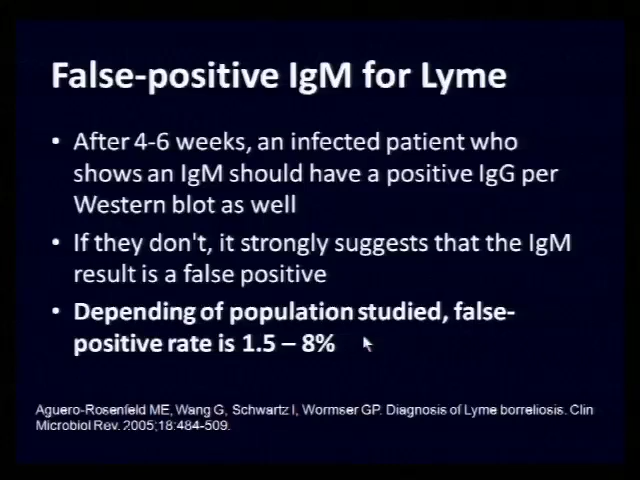 False-positive IgM for Lyme
• After 4-6 weeks, an infected patient who
shows an IgM should have a positive IgG per
Western blot as well
• If they don't, it strongly suggests that the IgM
result is a false positive
• Depending of population studied, false-
positive rate is 1.5 – 8%
Aguero-Rosenfeld ME, Wang G, Schwartz I, Wormser GP. Diagnosis of Lyme borreliosis. Clin
Microbiol Rev. 2005;18:484-509.